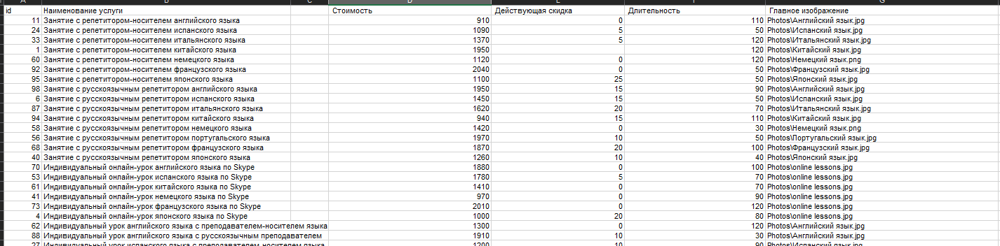 id Наименование услуги Стоимость Действующая скидка Длительность Главное изображение
11 Занятие с репетитором-носителем английского языка 910 0 110 Photos\Английский язык.jpg
24 Занятие с репетитором-носителем испанского языка 1090 5 50 Photos\Испанский язык.jpg
33 Занятие с репетитором-носителем итальянского языка 1370 5 120 Photos\Итальянский язык.jpg
1 Занятие с репетитором-носителем китайского языка 1950 120 Photos\Китайский язык.jpg
60 Занятие с репетитором-носителем немецкого языка 1120 0 120 Photos\Немецкий язык.png
92 Занятие с репетитором-носителем французского языка 2040 0 50 Photos\Французский язык.jpg
95 Занятие с репетитором-носителем японского языка 1100 25 50 Photos\Японский язык.jpg
98 Занятие с русскоязычным репетитором английского языка 1950 15 90 Photos\Английский язык.jpg
6 Занятие с русскоязычным репетитором испанского языка 1450 15 50 Photos\Испанский язык.jpg
87 Занятие с русскоязычным репетитором итальянского языка 1620 20 70 Photos\Итальянский язык.jpg
94 Занятие с русскоязычным репетитором китайского языка 940 15 110 Photos\Китайский язык.jpg
58 Занятие с русскоязычным репетитором немецкого языка 1420 0 30 Photos\Немецкий язык.png
56 Занятие с русскоязычным репетитором португальского языка 1970 10 50 Photos\Португальский язык.jpg
68 Занятие с русскоязычным репетитором французского языка 1870 20 100 Photos\Французский язык.jpg
40 Занятие с русскоязычным репетитором японского языка 1260 10 40 Photos\Японский язык.jpg
70 Индивидуальный онлайн-урок английского языка по Skype 1880 0 100 Photos\online lessons.jpg
53 Индивидуальный онлайн-урок испанского языка по Skype 1780 5 70 Photos\online lessons.jpg
61 Индивидуальный онлайн-урок китайского языка по Skype 1410 0 70 Photos\online lessons.jpg
41 Индивидуальный онлайн-урок немецкого языка по Skype 970 0 90 Photos\online lessons.jpg
73 Индивидуальный онлайн-урок французского языка по Skype 2010 0 120 Photos\online lessons.jpg
4 Индивидуальный онлайн-урок японского языка по Skype 1000 20 80 Photos\online lessons.jpg
62 Индивидуальный урок английского языка с преподавателем-носителем языка 1300 0 120 Photos\Английский язык.jpg
88 Индивидуальный урок английского языка с русскоязычным преподавателем 1910 10 30 Photos\Английский язык.jpg
27 Индивидуальный урок испанского языка с преподавателем-носителем языка 1200 10 90 Photos\Испанский язык.jpg